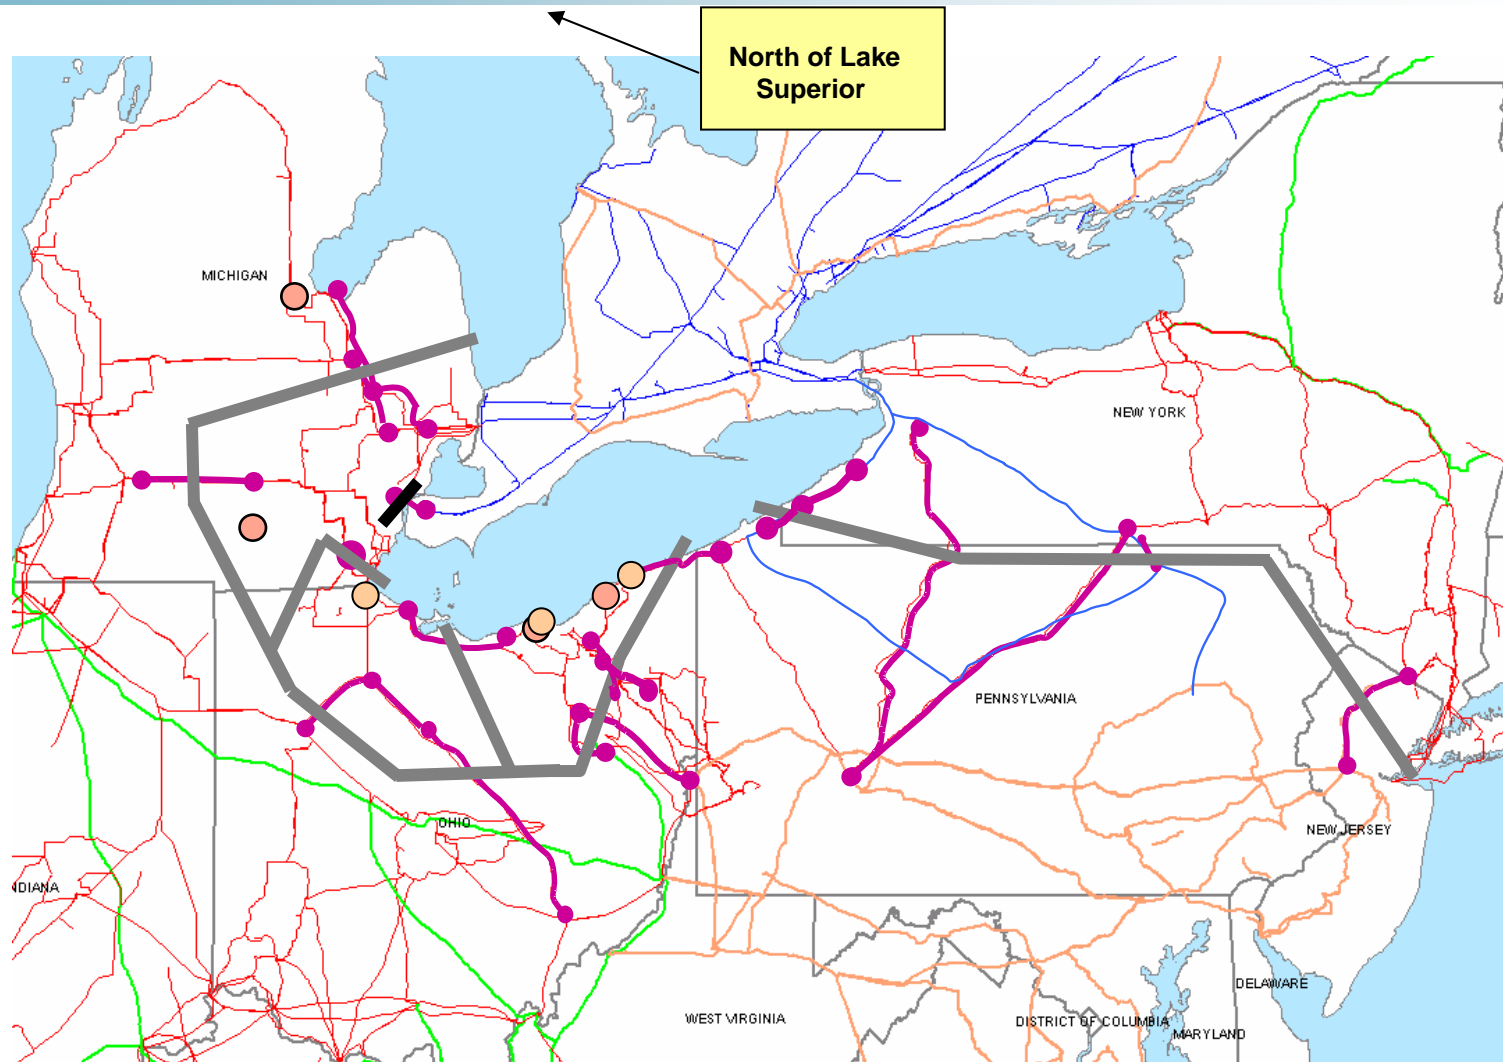 North of Lake
Superior
MICHIGAN
NEW YORK
PENNSYLVANIA
OHIO
NEW JERSEY
NDIANA
DELAWARE
WEST VIRGINIA
DISTRICT OF COLUMBIA
MARYLAND